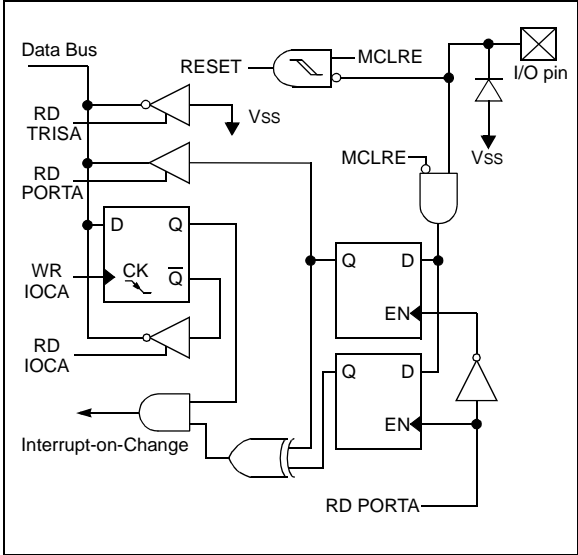 Data Bus
RESET
MCLRE
I/O pin
RD
TRISA
VSS
VSS
RD
PORTA
MCLRE
D
Q
WR
IOCA
CK
Q
Q
D
EN
RD
IOCA
Q
D
EN
Interrupt-on-Change
RD PORTA